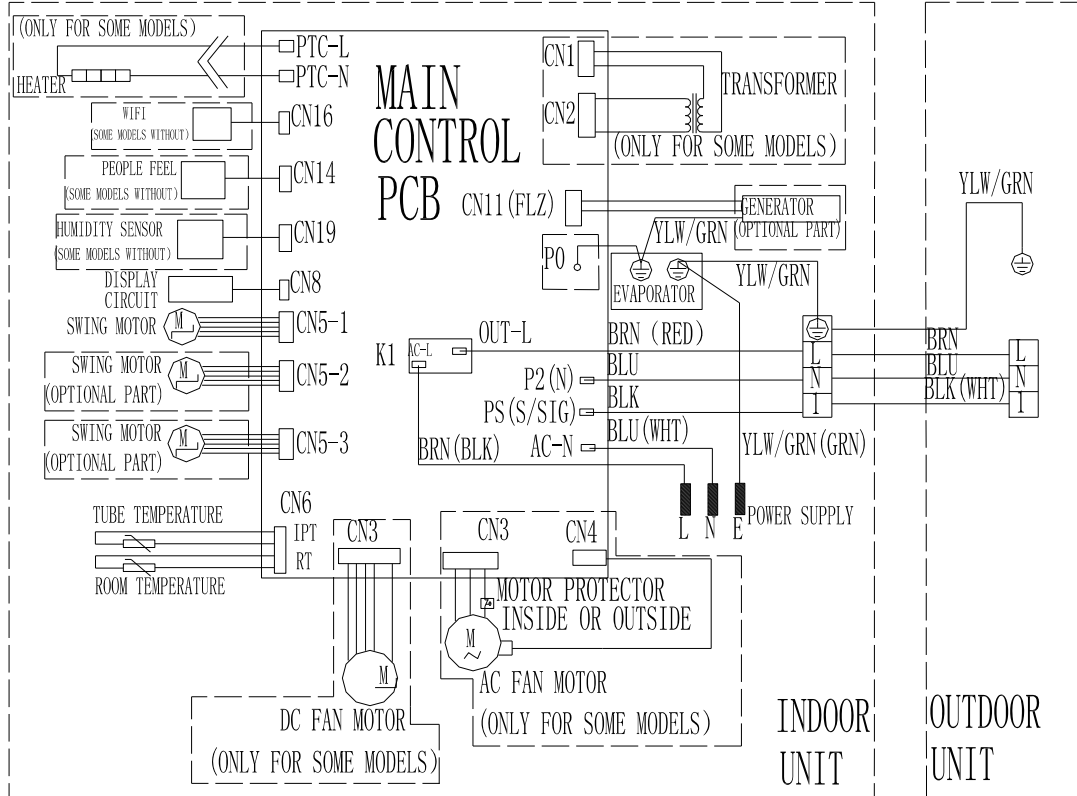 (ONLY FOR SOME MODELS)
HEATER
PTC-L
PTC-N
WIFI
(SOME MODELS WITHOUT)
CN16
PEOPLE FEEL
(SOME MODELS WITHOUT)
CN14
HUMIDITY SENSOR
(SOME MODELS WITHOUT)
CN19
DISPLAY
CIRCUIT
CN8
SWING MOTOR
M
CN5-1
SWING MOTOR
(OPTIONAL PART)
M
CN5-2
SWING MOTOR
(OPTIONAL PART)
M
CN5-3
TUBE TEMPERATURE
ROOM TEMPERATURE
CN6
IPT
RT
MAIN
CONTROL
PCB
CN1
CN2
TRANSFORMER
(ONLY FOR SOME MODELS)
CN11(FLZ)
GENERATOR
(OPTIONAL PART)
YLW/GRN
P0
EVAPORATOR
YLW/GRN
K1
AC-L
OUT-L
BRN (RED)
P2(N)
BLU
PS(S/SIG)
BLK
AC-N
BLU(WHT)
BRN(BLK)
YLW/GRN(GRN)
L
N
1
L N E
POWER SUPPLY
CN3
M
DC FAN MOTOR
(ONLY FOR SOME MODELS)
CN3
CN4
MOTOR PROTECTOR
INSIDE OR OUTSIDE
M
AC FAN MOTOR
(ONLY FOR SOME MODELS)
INDOOR
UNIT
YLW/GRN
BRN
BLU
BLK(WHT)
L
N
1
OUTDOOR
UNIT